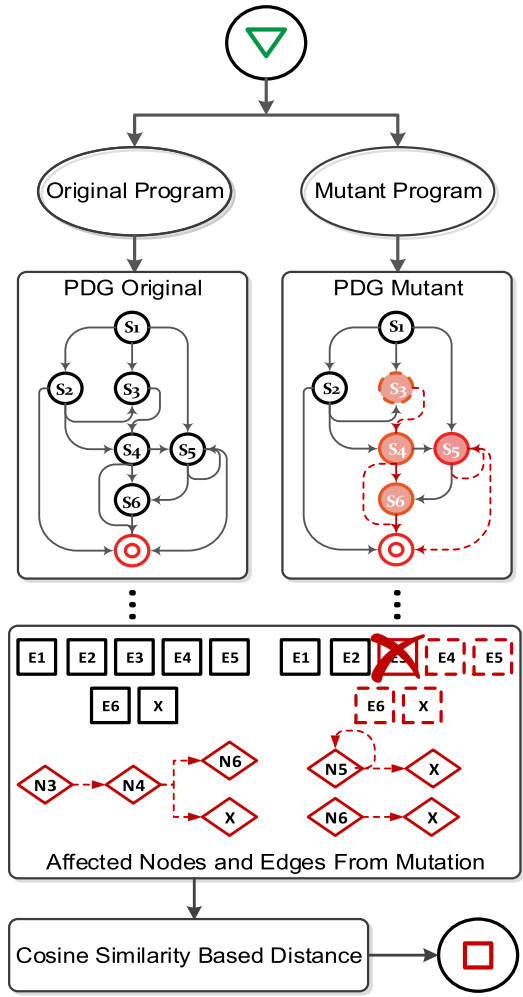 Original Program
Mutant Program
PDG Original
PDG Mutant
S1
S2
S3
S4
S5
S6
S1
S2
S3
S4
S5
S6
E1 E2 E3 E4 E5
E6 X
E1 E2 E3 E4 E5
E6 X
N3 N4 N6
X
N5 X
N6 X
Affected Nodes and Edges From Mutation
Cosine Similarity Based Distance